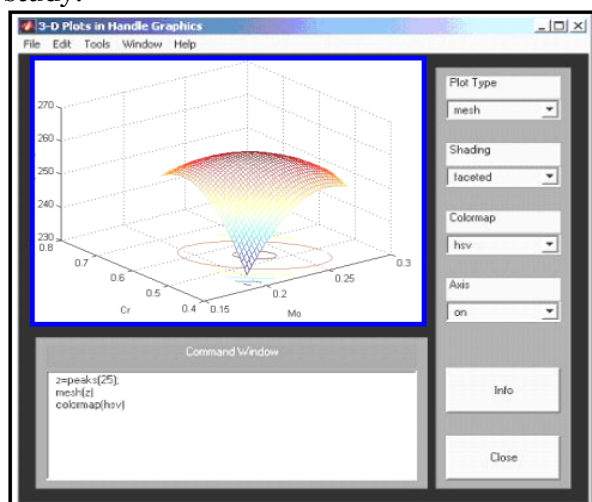 study.
3-D Plots in Handle Graphics
File Edit Tools Window Help
270
260
250
240
230
0.8
0.7
0.6
0.5
0.4
Cr
0.15
0.2
0.25
0.3
Mo
Plot Type
mesh
Shading
faceted
Colormap
hsv
Axis
on
Info
Close
Command Window
z=peaks(25);
mesh(z)
colormap(hsv)